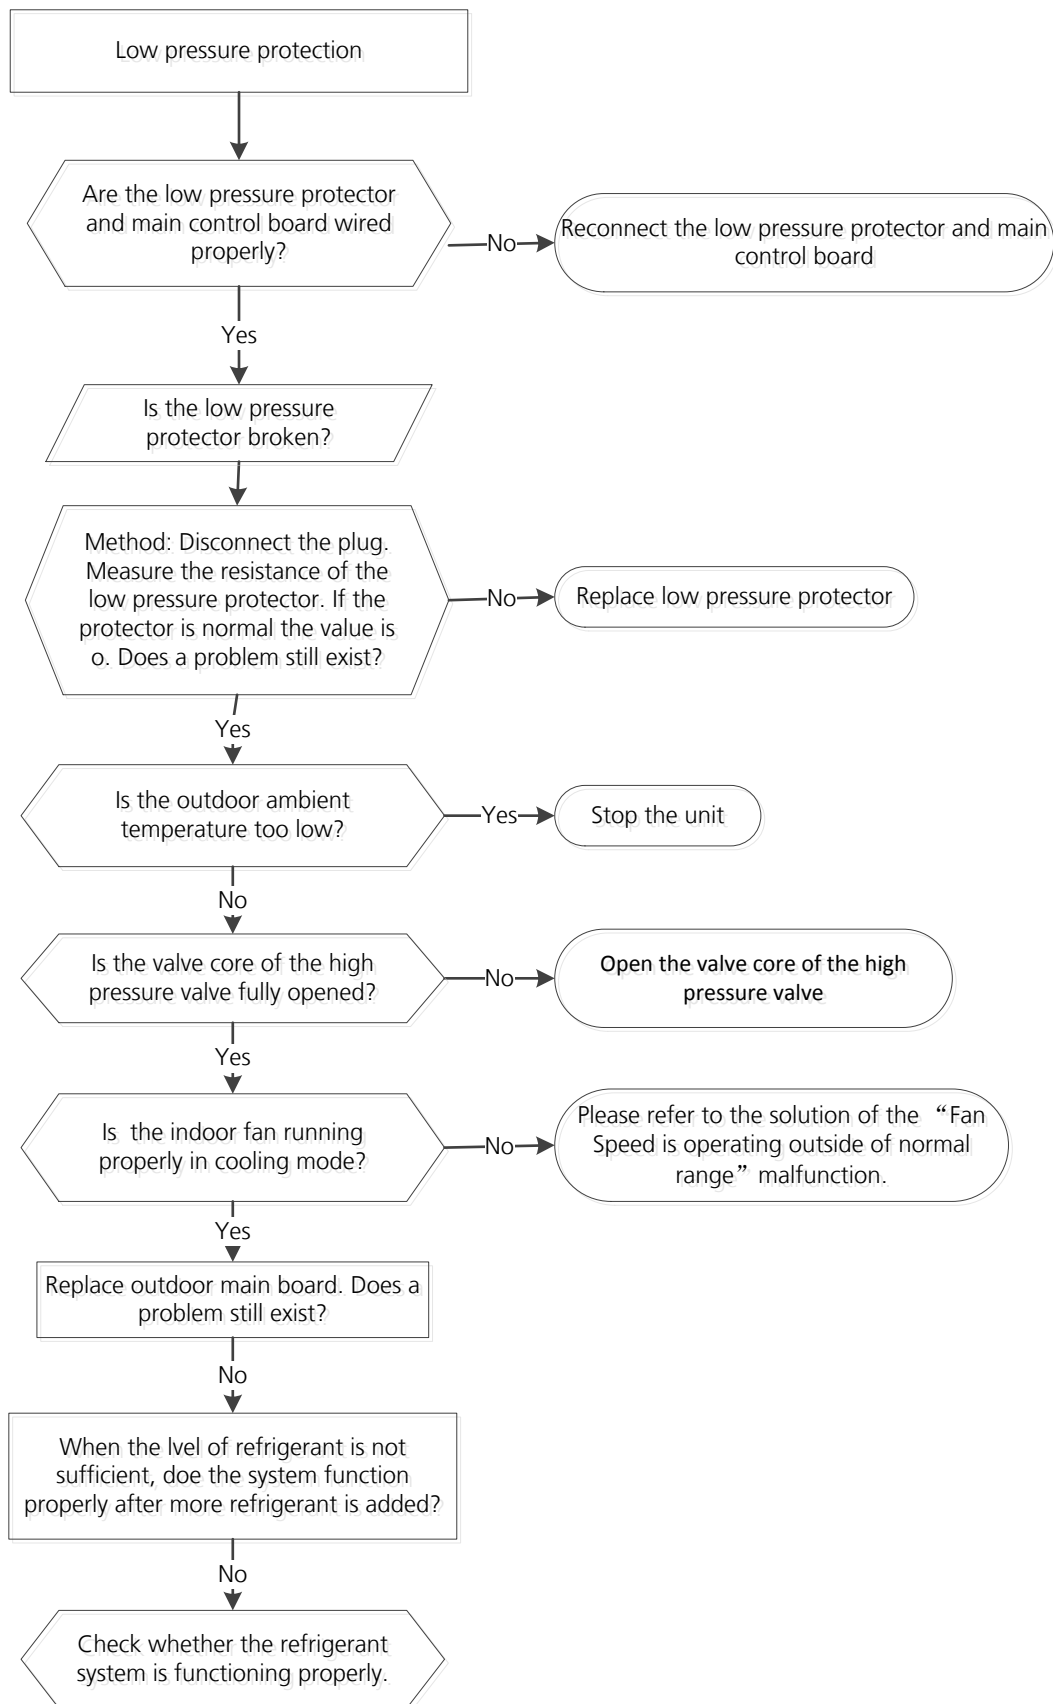 Low pressure protection
Are the low pressure protector
and main control board wired
properly?
No
Reconnect the low pressure protector and main
control board
Yes
Is the low pressure
protector broken?
Method: Disconnect the plug.
Measure the resistance of the
low pressure protector. If the
protector is normal the value is
o. Does a problem still exist?
No
Replace low pressure protector
Yes
Is the outdoor ambient
temperature too low?
Yes
Stop the unit
No
Is the valve core of the high
pressure valve fully opened?
No
Open the valve core of the high
pressure valve
Yes
Is  the indoor fan running
properly in cooling mode?
No
Please refer to the solution of the “Fan
Speed is operating outside of normal
range” malfunction.
Yes
Replace outdoor main board. Does a
problem still exist?
No
When the lvel of refrigerant is not
sufficient, doe the system function
properly after more refrigerant is added?
No
Check whether the refrigerant
system is functioning properly.